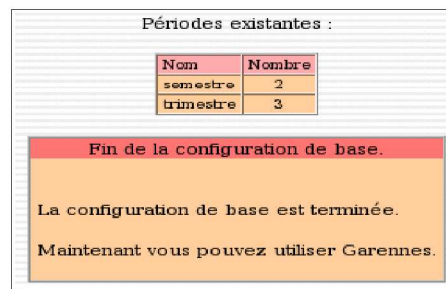 Périodes existantes :
Nom Nombre
semestre 2
trimestre 3
Fin de la configuration de base.
La configuration de base est terminée.
Maintenant vous pouvez utiliser Garennes.